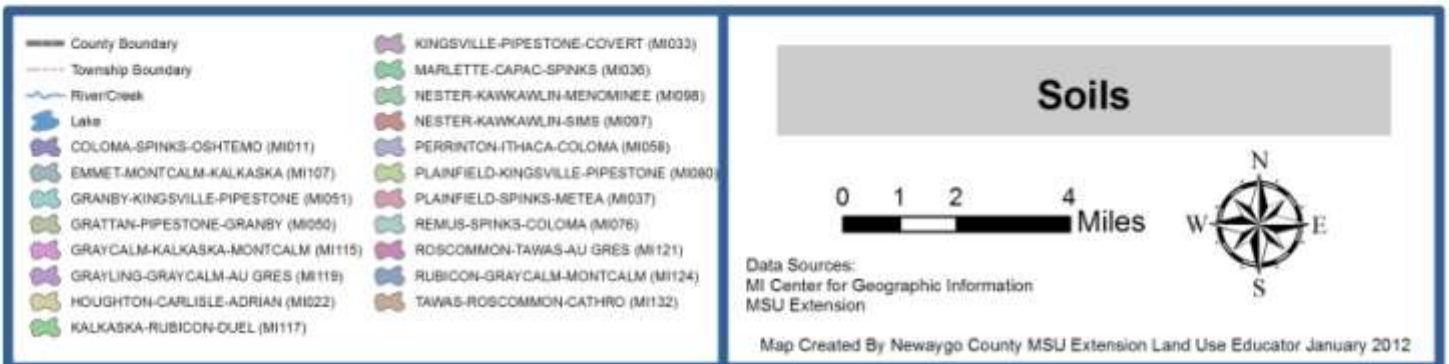 County Boundary
Township Boundary
River/Creek
Lake
COLOMA-SPINKS-OSHTEMO (MI011)
EMMET-MONTCALM-KALKASKA (MI107)
GRANBY-KINGSVILLE-PIPESTONE (MI051)
GRATTAN-PIPESTONE-GRANBY (MI050)
GRAYCALM-KALKASKA-MONTCALM (MI115)
GRAYLING-GRAYCALM-AU GRES (MI119)
HOUGHTON-CARLISLE-ADRIAN (MI022)
KALKASKA-RUBICON-DUEL (MI117)
KINGSVILLE-PIPESTONE-COVERT (MI033)
MARLETTE-CAPAC-SPINKS (MI036)
NESTER-KAWKAWLIN-MENOMINEE (MI098)
NESTER-KAWKAWLIN-SIMS (MI097)
PERRINTON-ITHACA-COLOMA (MI058)
PLAINFIELD-KINGSVILLE-PIPESTONE (MI080)
PLAINFIELD-SPINKS-METEA (MI037)
REMUS-SPINKS-COLOMA (MI076)
ROSCOMMON-TAWAS-AU GRES (MI121)
RUBICON-GRAYCALM-MONTCALM (MI124)
TAWAS-ROSCOMMON-CATHRO (MI132)
Soils
0 1 2 4
Miles
N
W E
S
Data Sources:
MI Center for Geographic Information
MSU Extension
Map Created By Newaygo County MSU Extension Land Use Educator January 2012